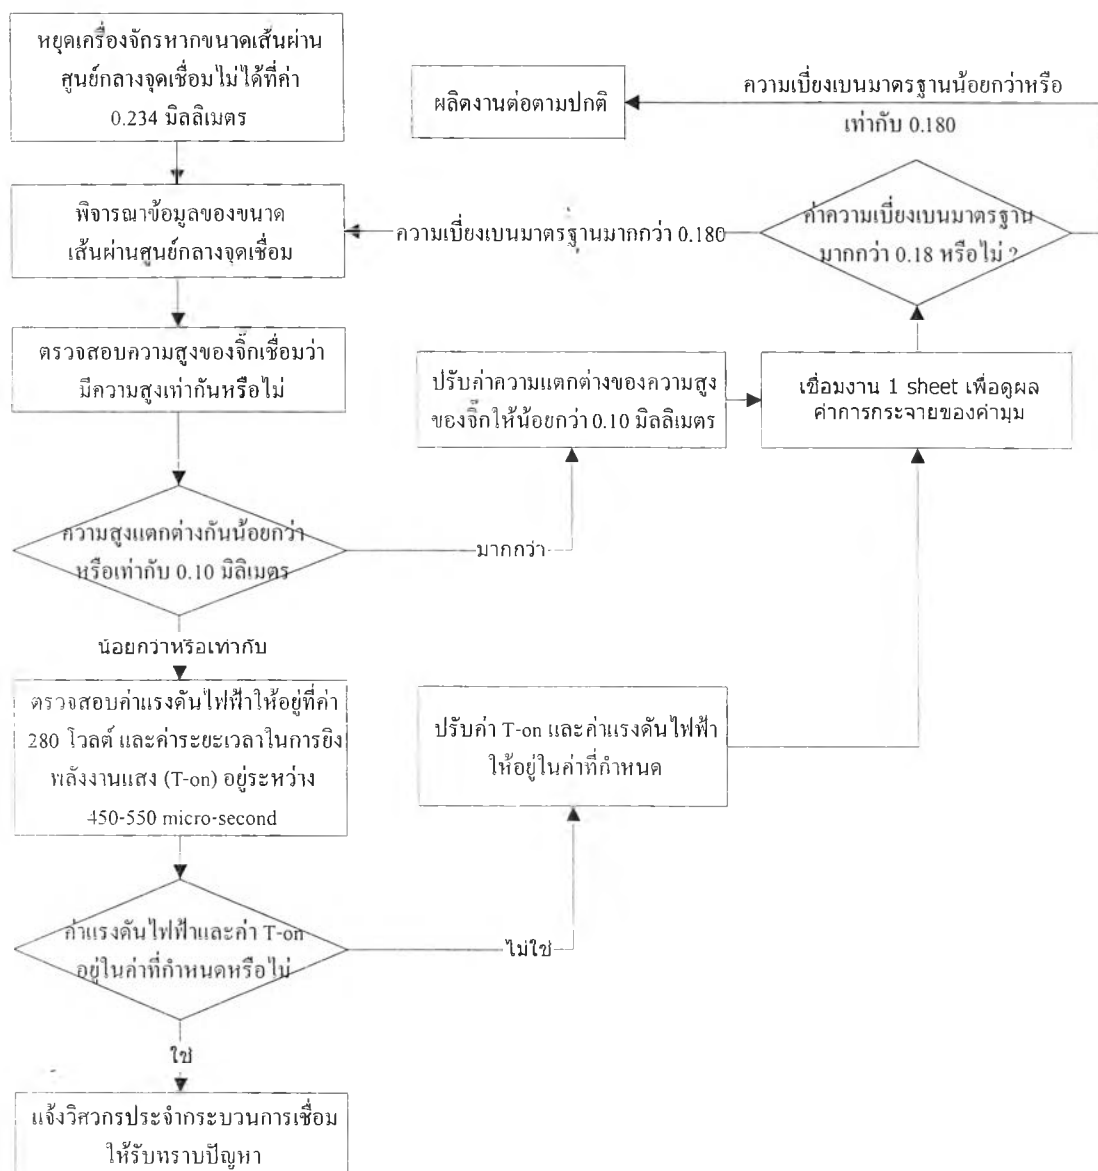 หยุดเครื่องจักรหากขนาดเส้นผ่าน
ศูนย์กลางจุดเชื่อมไม่ได้ที่ค่า
0.234 มิลลิเมตร
พิจารณาข้อมูลของขนาด
เส้นผ่านศูนย์กลางจุดเชื่อม
ตรวจสอบความสูงของจิ๊กเชื่อมว่า
มีความสูงเท่ากันหรือไม่
ความสูงแตกต่างกันน้อยกว่า
หรือเท่ากับ 0.10 มิลิเมตร
มากกว่า
น้อยกว่าหรือเท่ากับ
ปรับค่าความแตกต่างของความสูง
ของจิ๊กให้น้อยกว่า 0.10 มิลลิเมตร
เชื่อมงาน 1 sheet เพื่อดูผล
ค่าการกระจายของค่ามุม
ค่าความเบี่ยงเบนมาตรฐาน
มากกว่า 0.18 หรือไม่ ?
ความเบี่ยงเบนมาตรฐานมากกว่า 0.180
ความเบี่ยงเบนมาตรฐานน้อยกว่าหรือ
เท่ากับ 0.180
ผลิตงานต่อตามปกติ
ตรวจสอบค่าแรงดันไฟฟ้าให้อยู่ที่ค่า
280 โวลต์ และค่าระยะเวลาในการยิง
พลังงานแสง (T-on) อยู่ระหว่าง
450-550 micro-second
ค่าแรงดันไฟฟ้าและค่า T-on
อยู่ในค่าที่กำหนดหรือไม่
ไม่ใช่
ปรับค่า T-on และค่าแรงดันไฟฟ้า
ให้อยู่ในค่าที่กำหนด
ใช่
แจ้งวิศวกรประจำกระบวนการเชื่อม
ให้รับทราบปัญหา